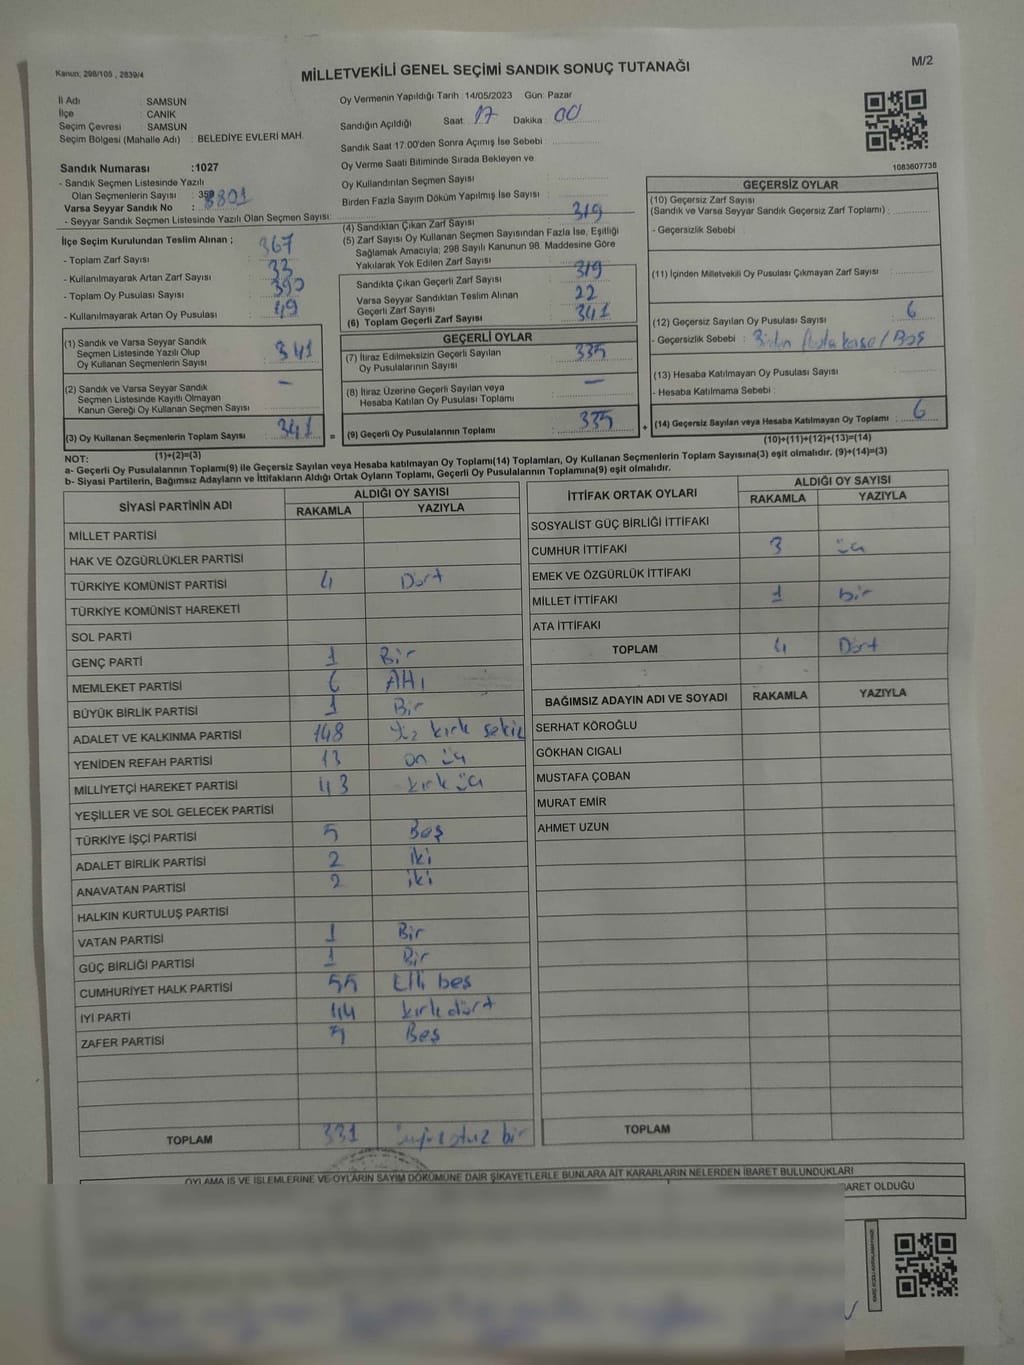 Kanun; 298/105 , 2839/4
MİLLETVEKİLİ GENEL SEÇİMİ SANDIK SONUÇ TUTANAĞI
M/2
İl Adı : SAMSUN
İlçe : CANİK
Seçim Çevresi : SAMSUN
Seçim Bölgesi (Mahalle Adı) : BELEDİYE EVLERİ MAH.
Sandık Numarası :1027
- Sandık Seçmen Listesinde Yazılı
Olan Seçmenlerin Sayısı :
Varsa Seyyar Sandık No : 3801
- Seyyar Sandık Seçmen Listesinde Yazılı Olan Seçmen Sayısı:
Oy Vermenin Yapıldığı Tarih :14/05/2023 Gün: Pazar
Sandığın Açıldığı Saat: 17 Dakika : 00
Sandık Saat 17:00'den Sonra Açımış İse Sebebi :
Oy Verme Saati Bitiminde Sırada Bekleyen ve
Oy Kullandırılan Seçmen Sayısı :
Birden Fazla Sayım Döküm Yapılmış İse Sayısı :
1083607738
İlçe Seçim Kurulundan Teslim Alınan ;
- Toplam Zarf Sayısı : 367
- Kullanılmayarak Artan Zarf Sayısı : 33
- Toplam Oy Pusulası Sayısı : 390
- Kullanılmayarak Artan Oy Pusulası : 49
(4) Sandıktan Çıkan Zarf Sayısı : 319
(5) Zarf Sayısı Oy Kullanan Seçmen Sayısından Fazla İse, Eşitliği
Sağlamak Amacıyla; 298 Sayılı Kanunun 98. Maddesine Göre
Yakılarak Yok Edilen Zarf Sayısı :
Sandıkta Çıkan Geçerli Zarf Sayısı : 319
Varsa Seyyar Sandıktan Teslim Alınan
Geçerli Zarf Sayısı : 22
(6) Toplam Geçerli Zarf Sayısı : 341
GEÇERSİZ OYLAR
(10) Geçersiz Zarf Sayısı
(Sandık ve Varsa Seyyar Sandık Geçersiz Zarf Toplamı) :
- Geçersizlik Sebebi :
(11) İçinden Milletvekili Oy Pusulası Çıkmayan Zarf Sayısı :
(12) Geçersiz Sayılan Oy Pusulası Sayısı : 6
- Geçersizlik Sebebi :
(13) Hesaba Katılmayan Oy Pusulası Sayısı :
- Hesaba Katılmama Sebebi :
(14) Geçersiz Sayılan veya Hesaba Katılmayan Oy Toplamı : 6
(10)+(11)+(12)+(13)=(14)
(1) Sandık ve Varsa Seyyar Sandık
Seçmen Listesinde Yazılı Olup
Oy Kullanan Seçmenlerin Sayısı : 341
(2) Sandık ve Varsa Seyyar Sandık
Seçmen Listesinde Kayıtlı Olmayan
Kanun Gereği Oy Kullanan Seçmen Sayısı : —
(3) Oy Kullanan Seçmenlerin Toplam Sayısı : 341
(1)+(2)=(3)
=
GEÇERLİ OYLAR
(7) İtiraz Edilmeksizin Geçerli Sayılan
Oy Pusulalarının Sayısı : 335
(8) İtiraz Üzerine Geçerli Sayılan veya
Hesaba Katılan Oy Pusulası Toplamı : —
(9) Geçerli Oy Pusulalarının Toplamı : 335
+
NOT:
a- Geçerli Oy Pusulalarının Toplamı(9) ile Geçersiz Sayılan veya Hesaba katılmayan Oy Toplamı(14) Toplamları, Oy Kullanan Seçmenlerin Toplam Sayısına(3) eşit olmalıdır. (9)+(14)=(3)
b- Siyasi Partilerin, Bağımsız Adayların ve İttifakların Aldığı Ortak Oyların Toplamı, Geçerli Oy Pusulalarının Toplamına(9) eşit olmalıdır.
SİYASİ PARTİNİN ADI ALDIĞI OY SAYISI
RAKAMLA YAZIYLA
MİLLET PARTİSİ
HAK VE ÖZGÜRLÜKLER PARTİSİ
TÜRKİYE KOMÜNİST PARTİSİ 4 Dört
TÜRKİYE KOMÜNİST HAREKETİ
SOL PARTİ
GENÇ PARTİ 1 Bir
MEMLEKET PARTİSİ 6 Altı
BÜYÜK BİRLİK PARTİSİ 1 Bir
ADALET VE KALKINMA PARTİSİ 148 Yüz kırk sekiz
YENİDEN REFAH PARTİSİ 13 on üç
MİLLİYETÇİ HAREKET PARTİSİ 43 kırk üç
YEŞİLLER VE SOL GELECEK PARTİSİ
TÜRKİYE İŞÇİ PARTİSİ 5 Beş
ADALET BİRLİK PARTİSİ 2 iki
ANAVATAN PARTİSİ 2 iki
HALKIN KURTULUŞ PARTİSİ
VATAN PARTİSİ 1 Bir
GÜÇ BİRLİĞİ PARTİSİ 1 Bir
CUMHURİYET HALK PARTİSİ 55 Elli beş
İYİ PARTİ 44 kırk dört
ZAFER PARTİSİ 5 Beş
TOPLAM 331 üçyüz otuz bir
İTTİFAK ORTAK OYLARI ALDIĞI OY SAYISI
RAKAMLA YAZIYLA
SOSYALİST GÜÇ BİRLİĞİ İTTİFAKI
CUMHUR İTTİFAKI 3 üç
EMEK VE ÖZGÜRLÜK İTTİFAKI
MİLLET İTTİFAKI 1 bir
ATA İTTİFAKI
TOPLAM 4 Dört
BAĞIMSIZ ADAYIN ADI VE SOYADI RAKAMLA YAZIYLA
SERHAT KÖROĞLU
GÖKHAN CIGALI
MUSTAFA ÇOBAN
MURAT EMİR
AHMET UZUN
TOPLAM
OYLAMA İŞ VE İŞLEMLERİNE VE OYLARIN SAYIM DÖKÜMÜNE DAİR ŞİKAYETLERLE BUNLARA AİT KARARLARIN NELERDEN İBARET BULUNDUKLARI
BARET OLDUĞU